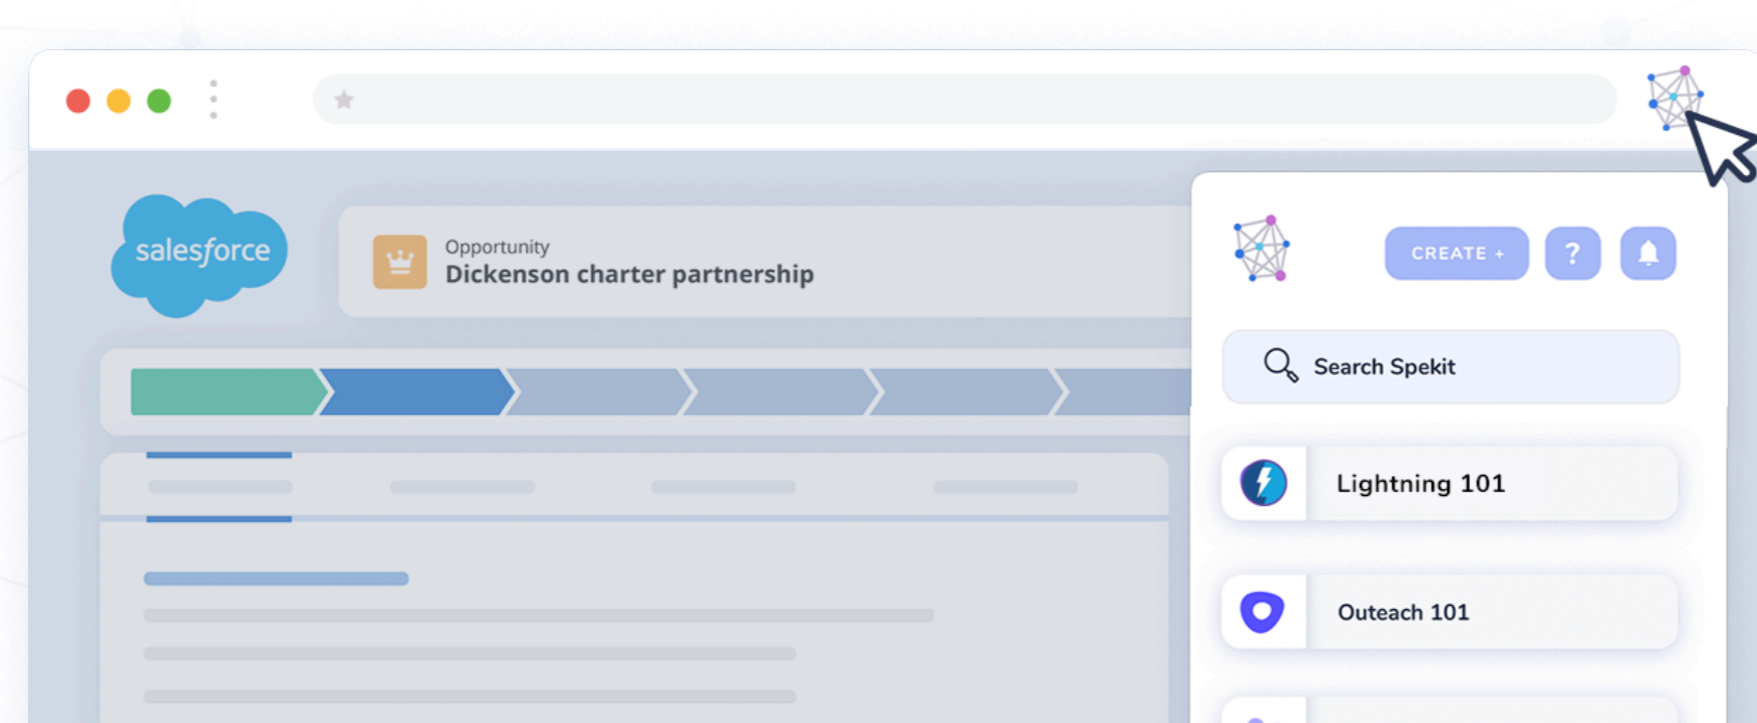 salesforce
Opportunity
Dickenson charter partnership
CREATE +
?
Search Spekit
Lightning 101
Outeach 101